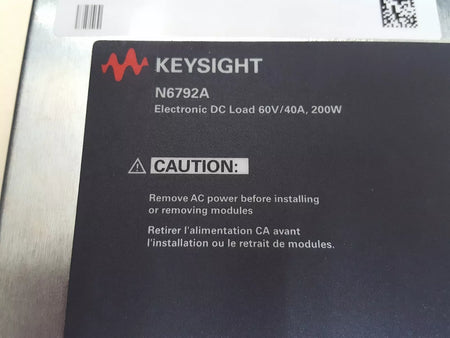 KEYSIGHT
N6792A
Electronic DC Load 60V/40A, 200W
CAUTION:
Remove AC power before installing
or removing modules
Retirer l'alimentation CA avant
l'installation ou le retrait de modules.